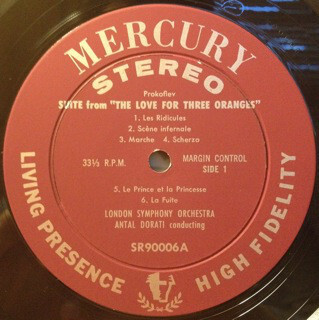 MERCURY
STEREO
Prokofiev
SUITE from "THE LOVE FOR THREE ORANGES"
1. Les Ridicules
2. Scène infernale
3. Marche 4. Scherzo
33⅓ R.P.M.
MARGIN CONTROL
SIDE 1
5. Le Prince et la Princesse
6. La Fuite
LONDON SYMPHONY ORCHESTRA
ANTAL DORATI conducting
SR90006A
LIVING PRESENCE
HIGH FIDELITY